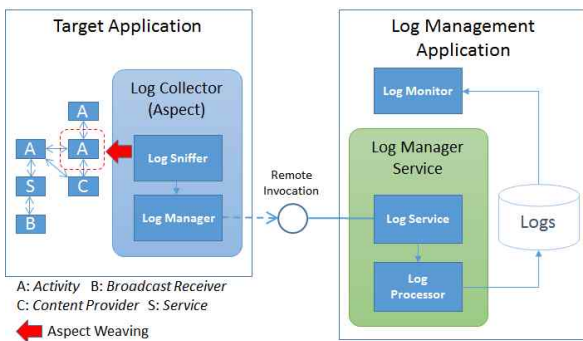 Target Application
Log Collector
(Aspect)
A
A
A
S
C
B
Log Sniffer
Log Manager
Remote
Invocation
Log Management
Application
Log Monitor
Log Manager
Service
Log Service
Log
Processor
Logs
A: Activity B: Broadcast Receiver
C: Content Provider S: Service
Aspect Weaving